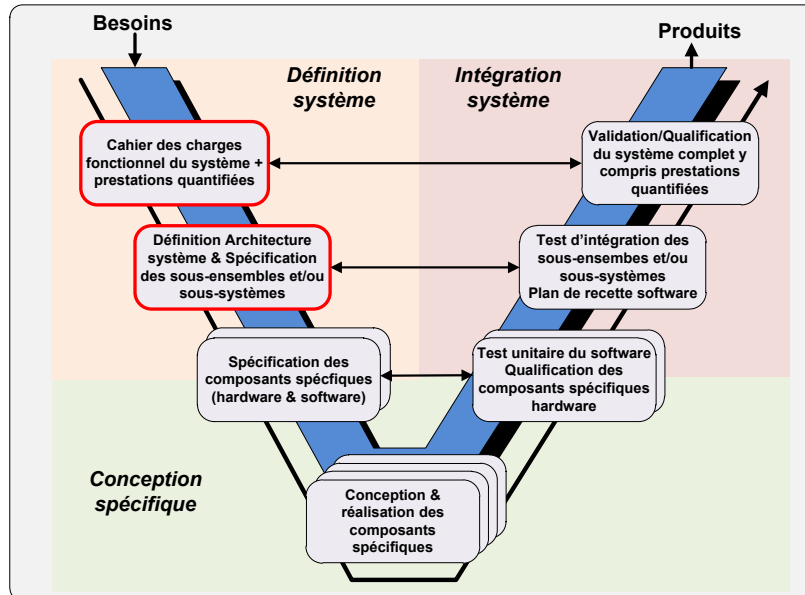 Besoins
Produits
Définition
système
Intégration
système
Cahier des charges
fonctionnel du système +
prestations quantifiées
Validation/Qualification
du système complet y
compris prestations
quantifiées
Définition Architecture
système & Spécification
des sous-ensembles et/ou
sous-systèmes
Test d'intégration des
sous-ensembes et/ou
sous-systèmes
Plan de recette software
Spécification des
composants spécfiques
(hardware & software)
Test unitaire du software
Qualification des
composants spécifiques
hardware
Conception
spécifique
Conception &
réalisation des
composants
spécifiques